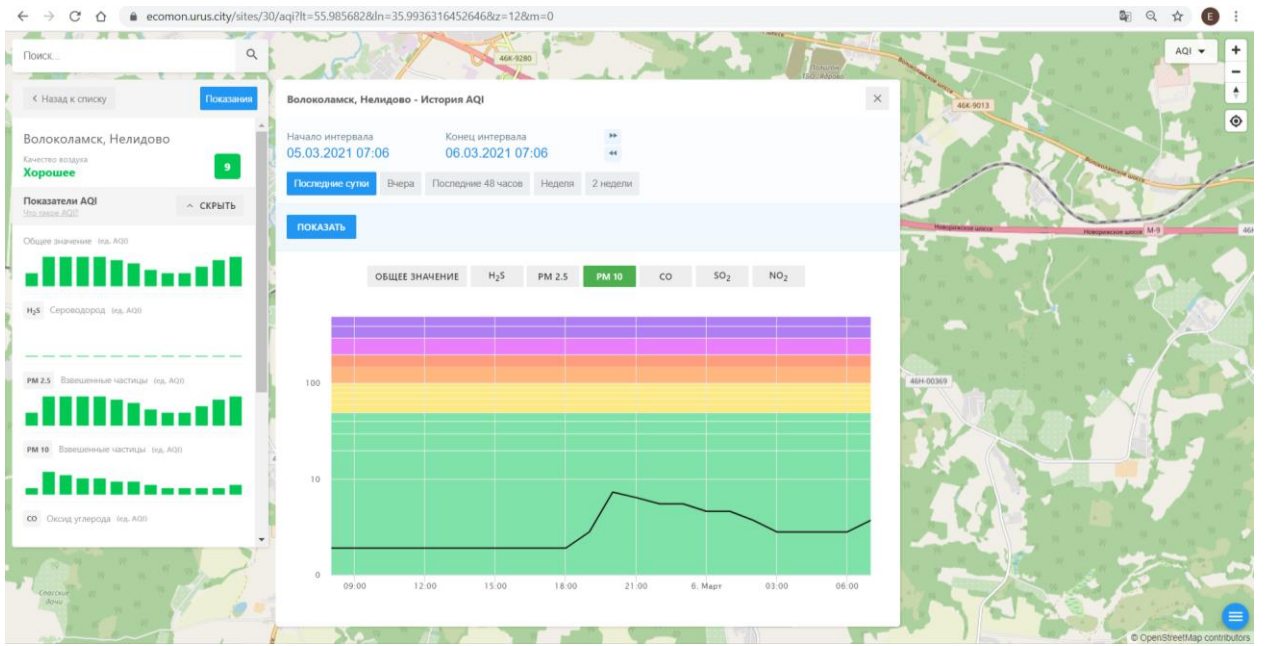 ecomon.urus.city/sites/30/aqi?lt=55.985682&ln=35.9936316452646&z=12&m=0
E
Поиск...
AQI
Назад к списку
Показания
Волоколамск, Нелидово
Качество воздуха
Хорошее
9
Показатели AQI
Что такое AQI?
СКРЫТЬ
Общее значение (ед. AQI)
H₂S Сероводород (ед. AQI)
PM 2.5 Взвешенные частицы (ед. AQI)
PM 10 Взвешенные частицы (ед. AQI)
CO Оксид углерода (ед. AQI)
Волоколамск, Нелидово - История AQI
Начало интервала
Конец интервала
05.03.2021 07:06
06.03.2021 07:06
Последние сутки
Вчера
Последние 48 часов
Неделя
2 недели
ПОКАЗАТЬ
ОБЩЕЕ ЗНАЧЕНИЕ
H₂S
PM 2.5
PM 10
CO
SO₂
NO₂
100
10
0
09:00
12:00
15:00
18:00
21:00
6. Март
03:00
06:00
46К-9280
46К-9013
Волоколамское шоссе
Новорижское шоссе
Новорижское шоссе
М-9
46Н-00369
Спасские
дачи
© OpenStreetMap contributors